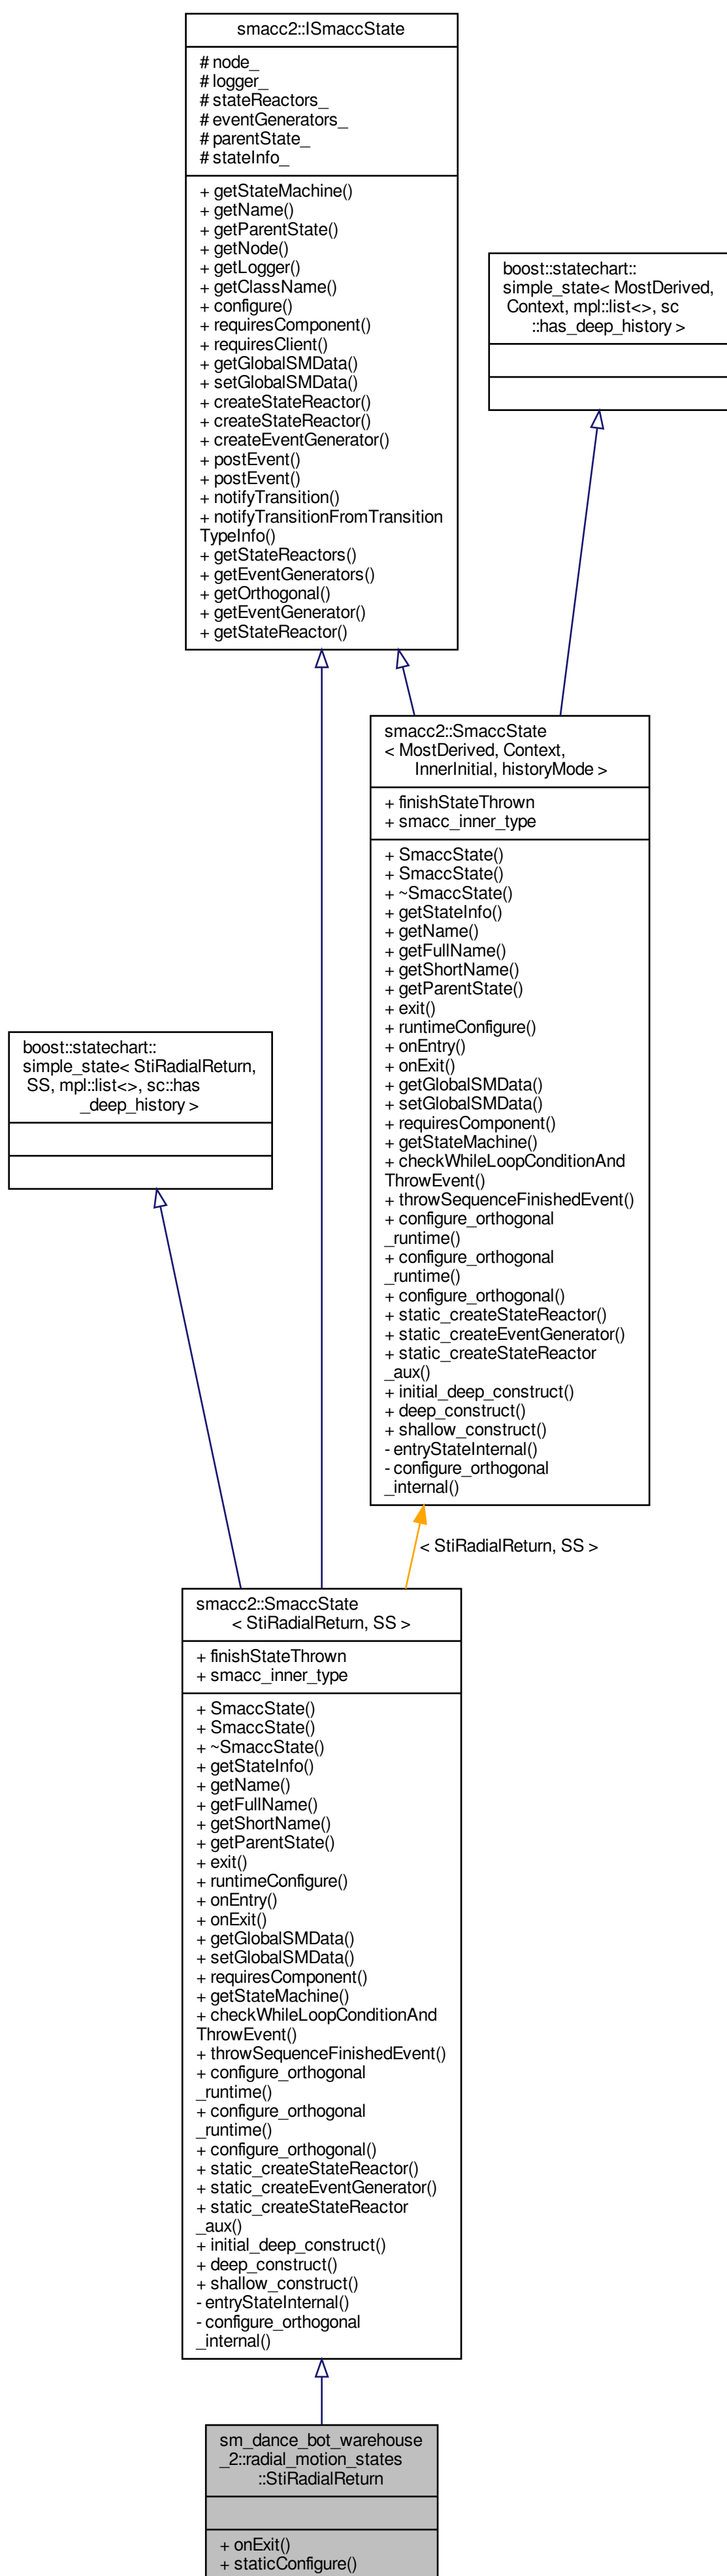 smacc2::ISmaccState
# node_
# logger_
# stateReactors_
# eventGenerators_
# parentState_
# stateInfo_
+ getStateMachine()
+ getName()
+ getParentState()
+ getNode()
+ getLogger()
+ getClassName()
+ configure()
+ requiresComponent()
+ requiresClient()
+ getGlobalSMData()
+ setGlobalSMData()
+ createStateReactor()
+ createStateReactor()
+ createEventGenerator()
+ postEvent()
+ postEvent()
+ notifyTransition()
+ notifyTransitionFromTransition
TypeInfo()
+ getStateReactors()
+ getEventGenerators()
+ getOrthogonal()
+ getEventGenerator()
+ getStateReactor()
boost::statechart::
simple_state< MostDerived,
Context, mpl::list<>, sc
::has_deep_history >
smacc2::SmaccState
< MostDerived, Context,
InnerInitial, historyMode >
+ finishStateThrown
+ smacc_inner_type
+ SmaccState()
+ SmaccState()
+ ~SmaccState()
+ getStateInfo()
+ getName()
+ getFullName()
+ getShortName()
+ getParentState()
+ exit()
+ runtimeConfigure()
+ onEntry()
+ onExit()
+ getGlobalSMData()
+ setGlobalSMData()
+ requiresComponent()
+ getStateMachine()
+ checkWhileLoopConditionAnd
ThrowEvent()
+ throwSequenceFinishedEvent()
+ configure_orthogonal
_runtime()
+ configure_orthogonal
_runtime()
+ configure_orthogonal()
+ static_createStateReactor()
+ static_createEventGenerator()
+ static_createStateReactor
_aux()
+ initial_deep_construct()
+ deep_construct()
+ shallow_construct()
- entryStateInternal()
- configure_orthogonal
_internal()
boost::statechart::
simple_state< StiRadialReturn,
SS, mpl::list<>, sc::has
_deep_history >
< StiRadialReturn, SS >
smacc2::SmaccState
< StiRadialReturn, SS >
+ finishStateThrown
+ smacc_inner_type
+ SmaccState()
+ SmaccState()
+ ~SmaccState()
+ getStateInfo()
+ getName()
+ getFullName()
+ getShortName()
+ getParentState()
+ exit()
+ runtimeConfigure()
+ onEntry()
+ onExit()
+ getGlobalSMData()
+ setGlobalSMData()
+ requiresComponent()
+ getStateMachine()
+ checkWhileLoopConditionAnd
ThrowEvent()
+ throwSequenceFinishedEvent()
+ configure_orthogonal
_runtime()
+ configure_orthogonal
_runtime()
+ configure_orthogonal()
+ static_createStateReactor()
+ static_createEventGenerator()
+ static_createStateReactor
_aux()
+ initial_deep_construct()
+ deep_construct()
+ shallow_construct()
- entryStateInternal()
- configure_orthogonal
_internal()
sm_dance_bot_warehouse
_2::radial_motion_states
::StiRadialReturn
+ onExit()
+ staticConfigure()